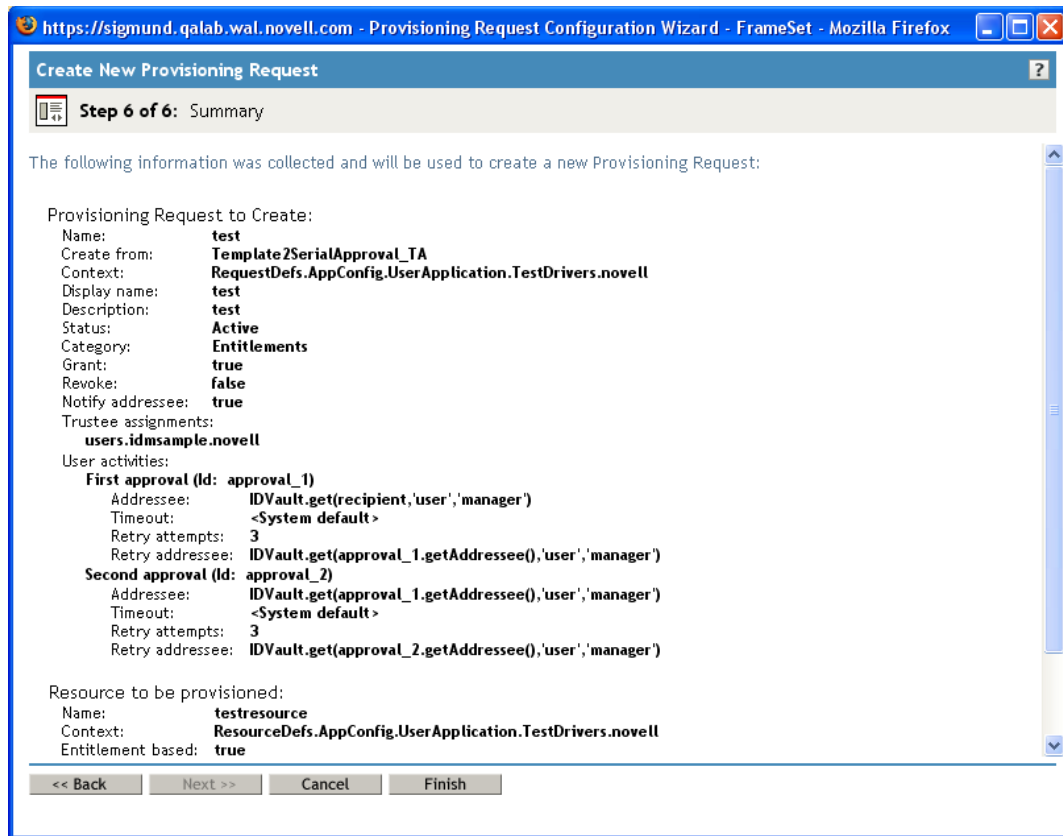 https://sigmund.qalab.wal.novell.com - Provisioning Request Configuration Wizard - FrameSet - Mozilla Firefox
Create New Provisioning Request ?
Step 6 of 6: Summary
The following information was collected and will be used to create a new Provisioning Request:
Provisioning Request to Create:
Name: test
Create from: Template2SerialApproval_TA
Context: RequestDefs.AppConfig.UserApplication.TestDrivers.novell
Display name: test
Description: test
Status: Active
Category: Entitlements
Grant: true
Revoke: false
Notify addressee: true
Trustee assignments:
users.idmsample.novell
User activities:
First approval (Id: approval_1)
Addressee: IDVault.get(recipient,'user','manager')
Timeout: <System default>
Retry attempts: 3
Retry addressee: IDVault.get(approval_1.getAddressee(),'user','manager')
Second approval (Id: approval_2)
Addressee: IDVault.get(approval_1.getAddressee(),'user','manager')
Timeout: <System default>
Retry attempts: 3
Retry addressee: IDVault.get(approval_2.getAddressee(),'user','manager')
Resource to be provisioned:
Name: testresource
Context: ResourceDefs.AppConfig.UserApplication.TestDrivers.novell
Entitlement based: true
<< Back Next >> Cancel Finish